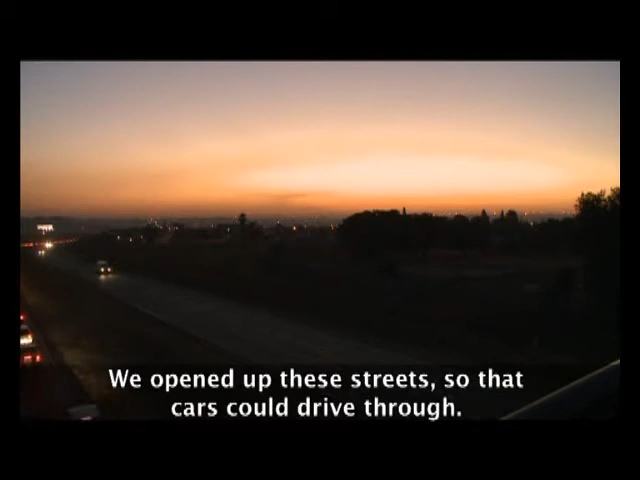 We opened up these streets, so that
cars could drive through.